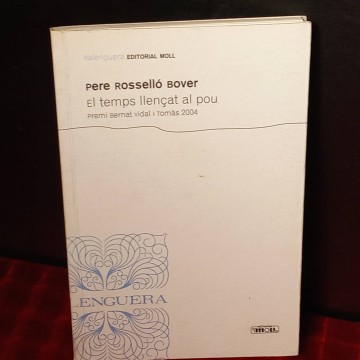 Balenguera EDITORIAL MOLL
Pere Rosselló Bover
El temps llençat al pou
Premi Bernat Vidal i Tomàs 2004
LENGUERA
MOLL